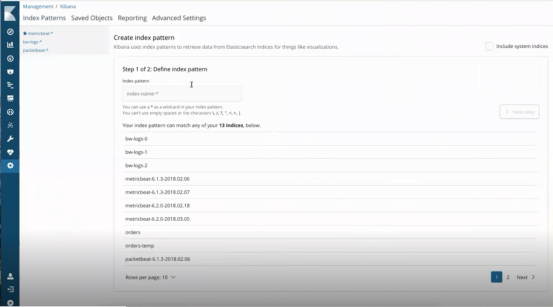 Management / Kibana
Index Patterns Saved Objects Reporting Advanced Settings
★ metricbeat-*
bw-logs-*
packetbeat-*
Create index pattern
Kibana uses index patterns to retrieve data from Elasticsearch indices for things like visualizations.
Include system indices
Step 1 of 2: Define index pattern
Index pattern
index-name-*
You can use a * as a wildcard in your index pattern.
You can't use empty spaces or the characters \, /, ?, ", <, >, |.
> Next step
Your index pattern can match any of your 13 indices, below.
bw-logs-0
bw-logs-1
bw-logs-2
metricbeat-6.1.3-2018.02.06
metricbeat-6.1.3-2018.02.07
metricbeat-6.2.0-2018.02.18
metricbeat-6.2.0-2018.03.05
orders
orders-temp
packetbeat-6.1.3-2018.02.06
Rows per page: 10
1 2 Next >